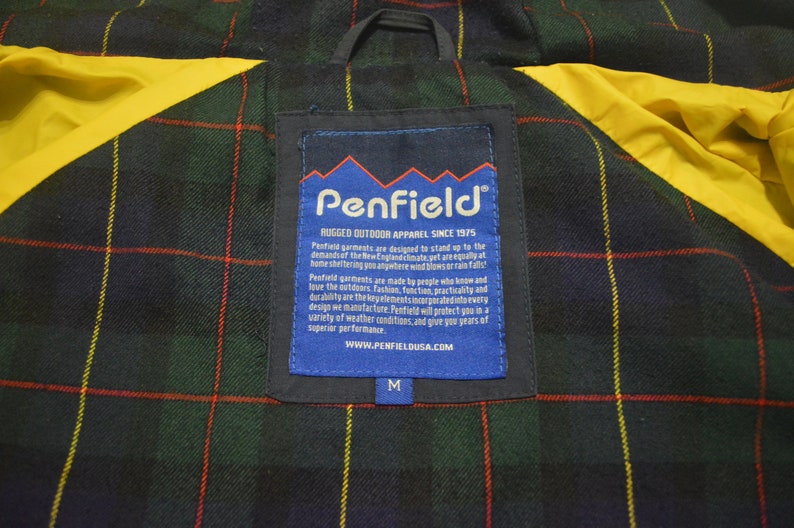 Penfield®
RUGGED OUTDOOR APPAREL SINCE 1975
Penfield garments are designed to stand up to the
demands of the New England climate, yet are equally at
home sheltering you anywhere wind blows or rain falls!
Penfield garments are made by people who know and
love the outdoors. Fashion, function, practicality and
durability are the key elements incorporated into every
design we manufacture. Penfield will protect you in a
variety of weather conditions, and give you years of
superior performance.
WWW.PENFIELDUSA.COM
M